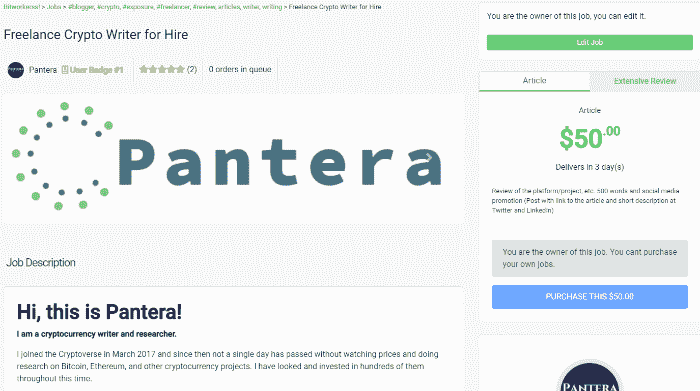 Bitworkers! > Jobs > #blogger, #crypto, #exposure, #freelancer, #review, articles, writer, writing > Freelance Crypto Writer for Hire
Freelance Crypto Writer for Hire
Pantera User Badge #1 (2) 0 orders in queue
Pantera
Job Description
Hi, this is Pantera!
I am a cryptocurrency writer and researcher.
I joined the Cryptoverse in March 2017 and since then not a single day has passed without watching prices and doing
research on Bitcoin, Ethereum, and other cryptocurrency projects. I have looked and invested in hundreds of them
throughout this time.
You are the owner of this job, you can edit it.
Edit Job
Article Extensive Review
Article
$50.00
Delivers in 3 day(s)
Review of the platform/project, etc. 500 words and social media
promotion (Post with link to the article and short description at
Twitter and LinkedIn)
You are the owner of this job. You cant purchase
your own jobs.
PURCHASE THIS $50.00
PANTERA